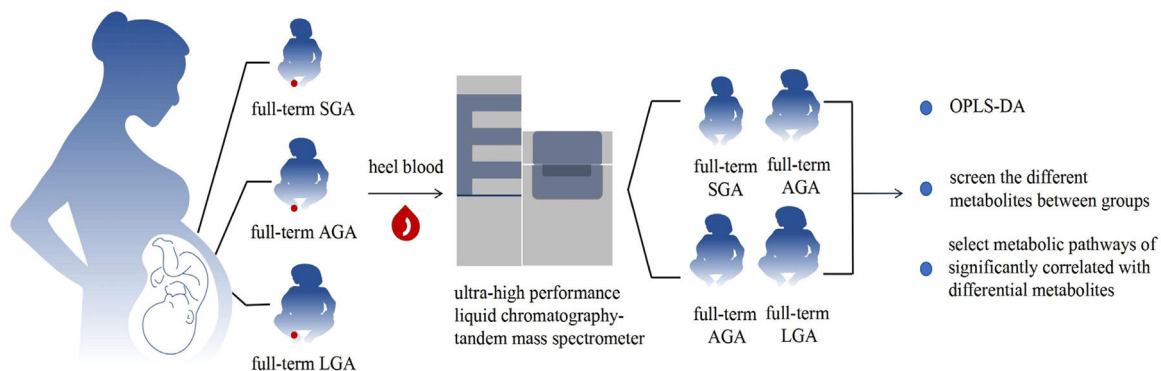 full-term SGA
full-term AGA
full-term LGA
heel blood
ultra-high performance
liquid chromatography-
tandem mass spectrometer
full-term
SGA
full-term
AGA
full-term
AGA
full-term
LGA
OPLS-DA
screen the different
metabolites between groups
select metabolic pathways of
significantly correlated with
differential metabolites